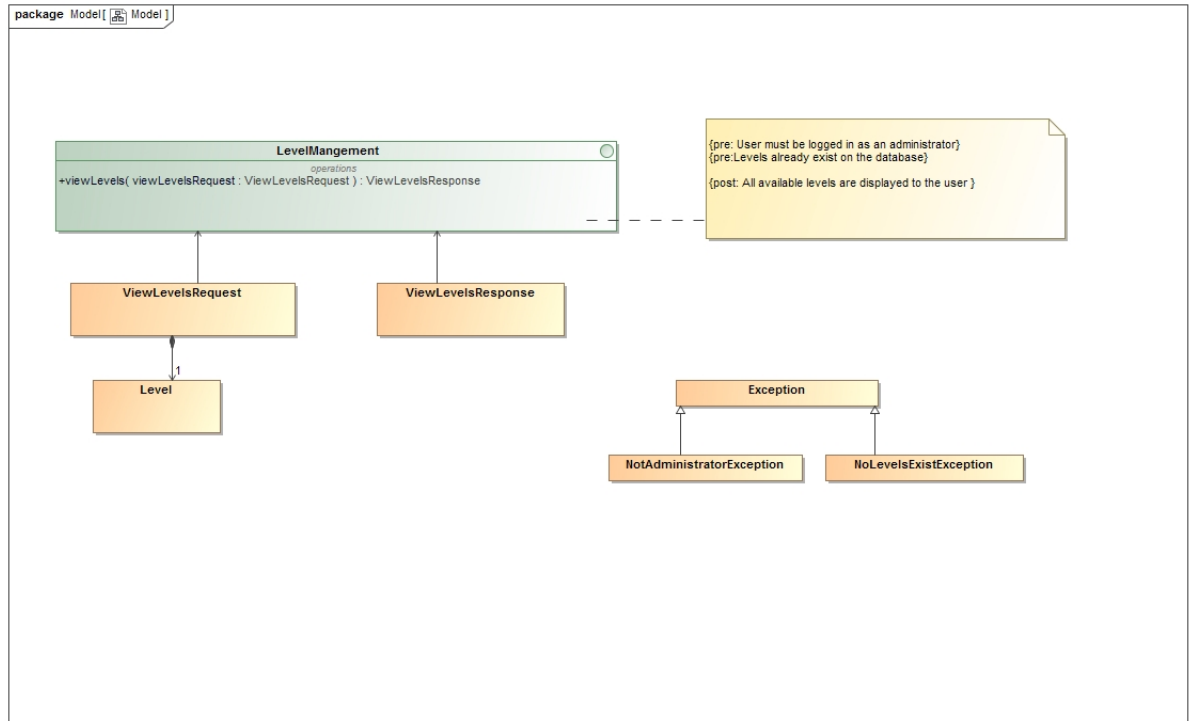 package Model[ Model ]
LevelMangement
operations
+viewLevels( viewLevelsRequest : ViewLevelsRequest ) : ViewLevelsResponse
{pre: User must be logged in as an administrator}
{pre:Levels already exist on the database}
{post: All available levels are displayed to the user }
ViewLevelsRequest
ViewLevelsResponse
1
Level
Exception
NotAdministratorException
NoLevelsExistException